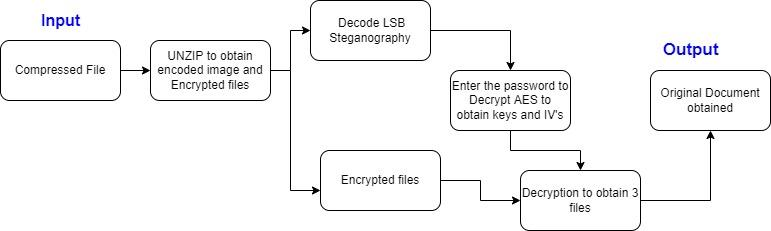 Input
Compressed File
UNZIP to obtain
encoded image and
Encrypted files
Decode LSB
Steganography
Enter the password to
Decrypt AES to
obtain keys and IV's
Encrypted files
Decryption to obtain 3
files
Output
Original Document
obtained